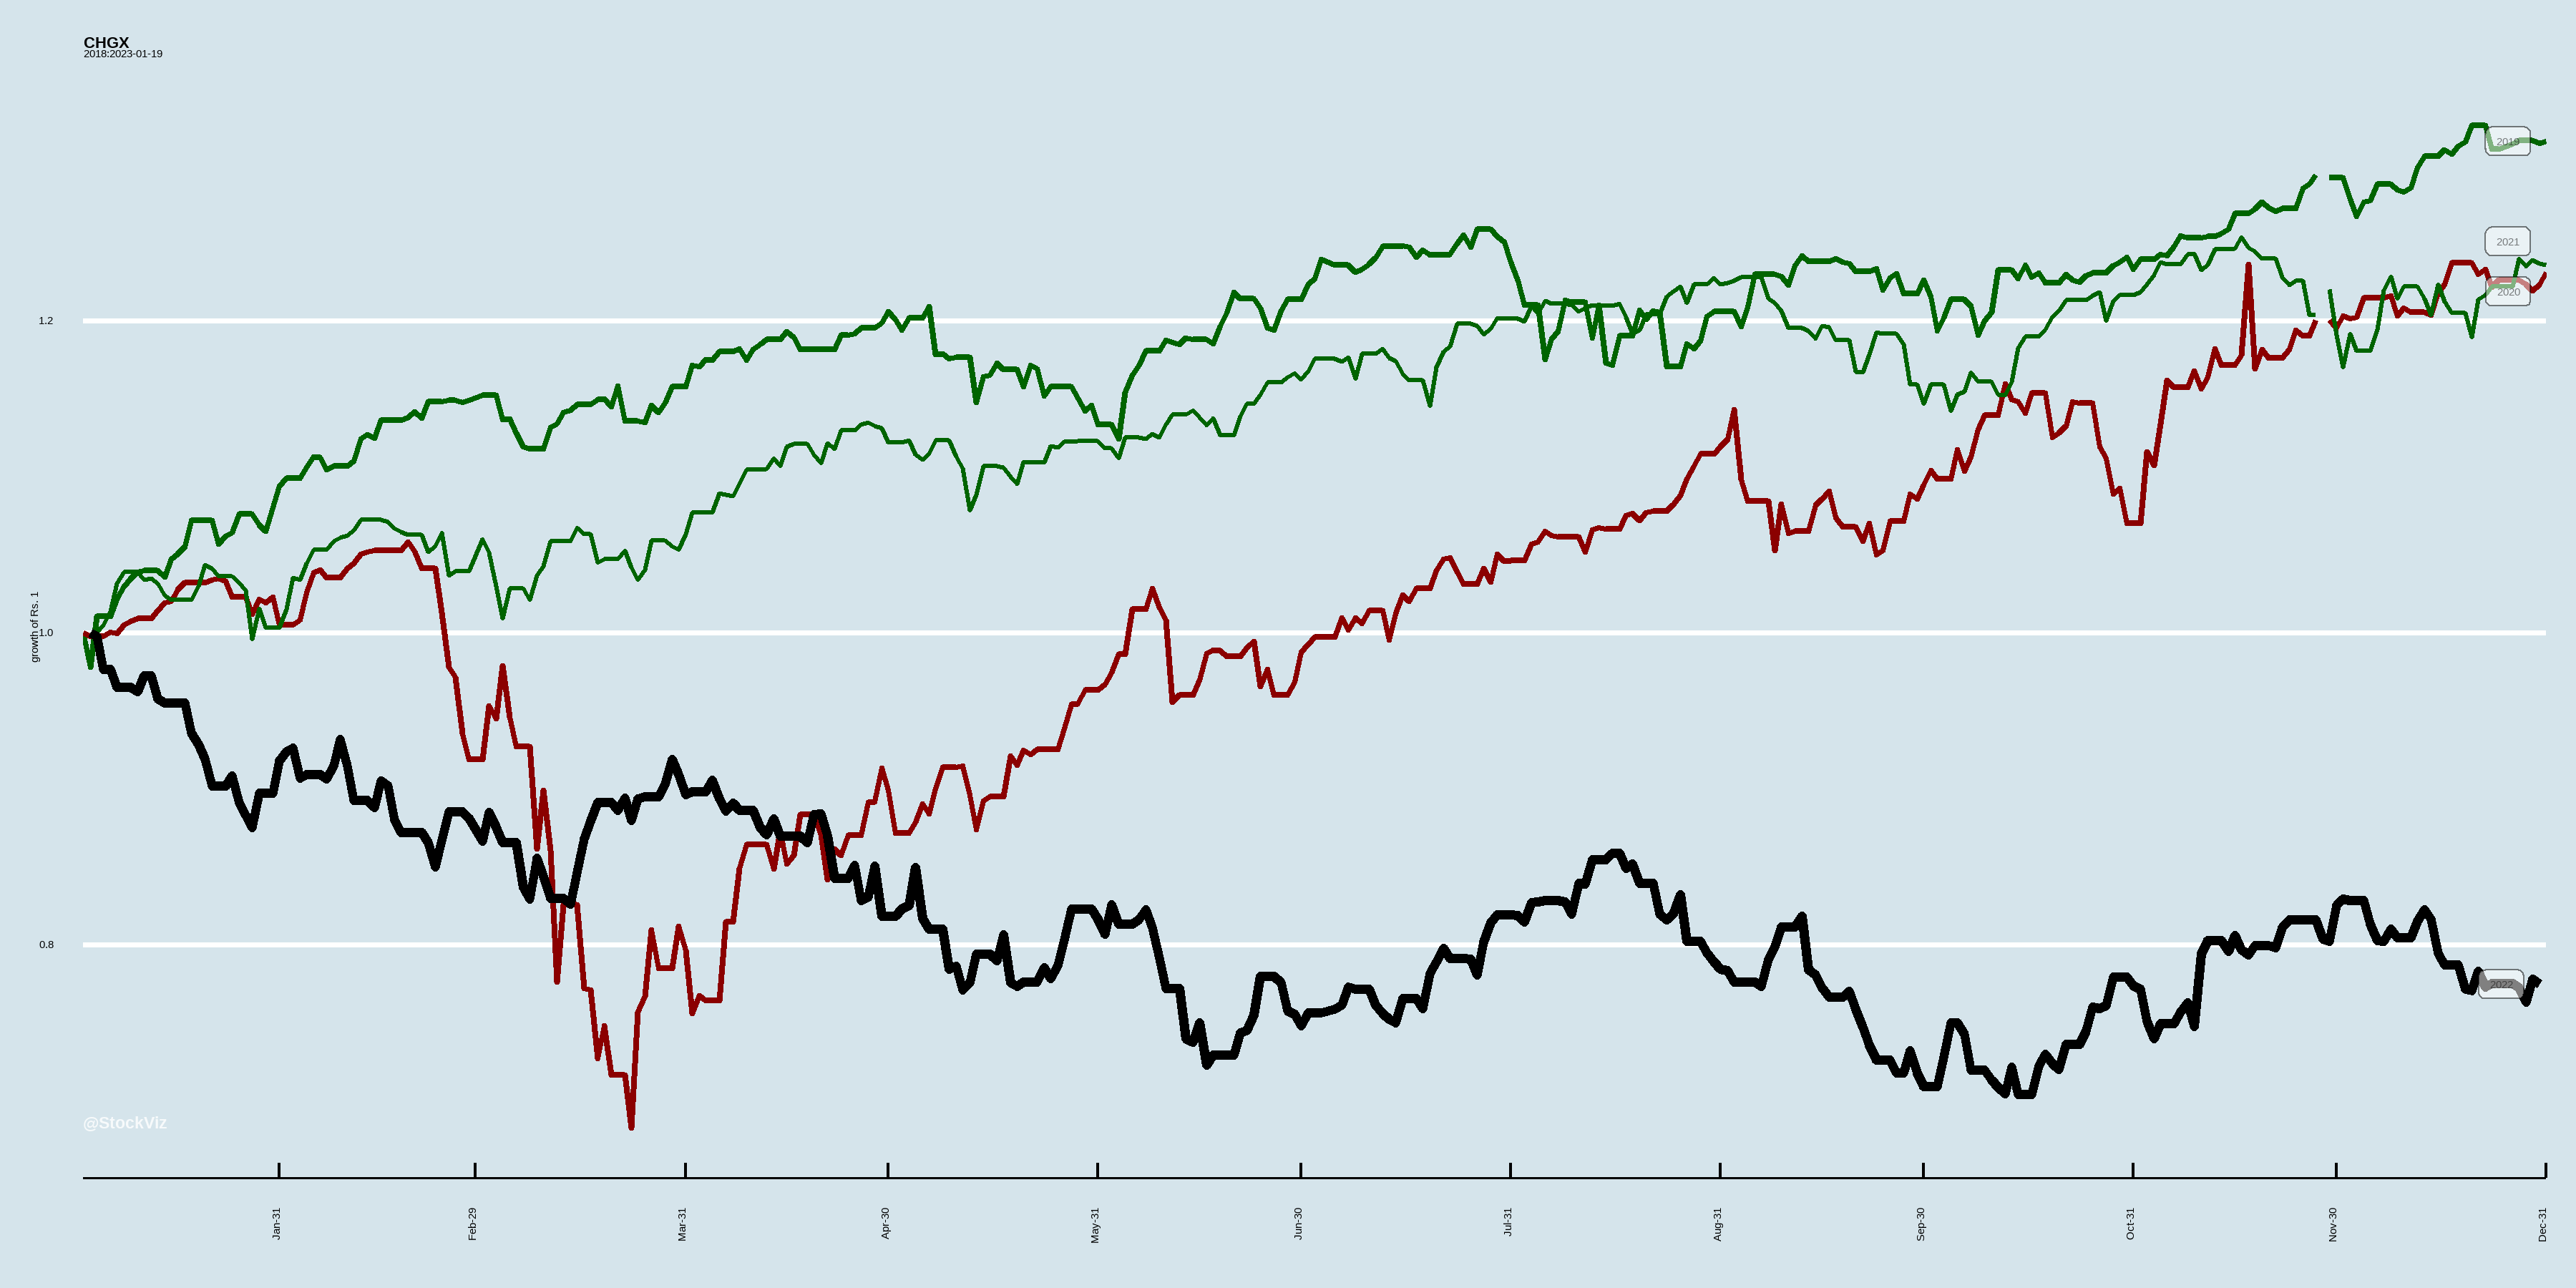 CHGX
2018:2023-01-19
2019
2021
1.2
2020
growth of Rs. 1
1.0
0.8
2022
@StockViz
Jan-31
Feb-29
Mar-31
Apr-30
May-31
Jun-30
Jul-31
Aug-31
Sep-30
Oct-31
Nov-30
Dec-31